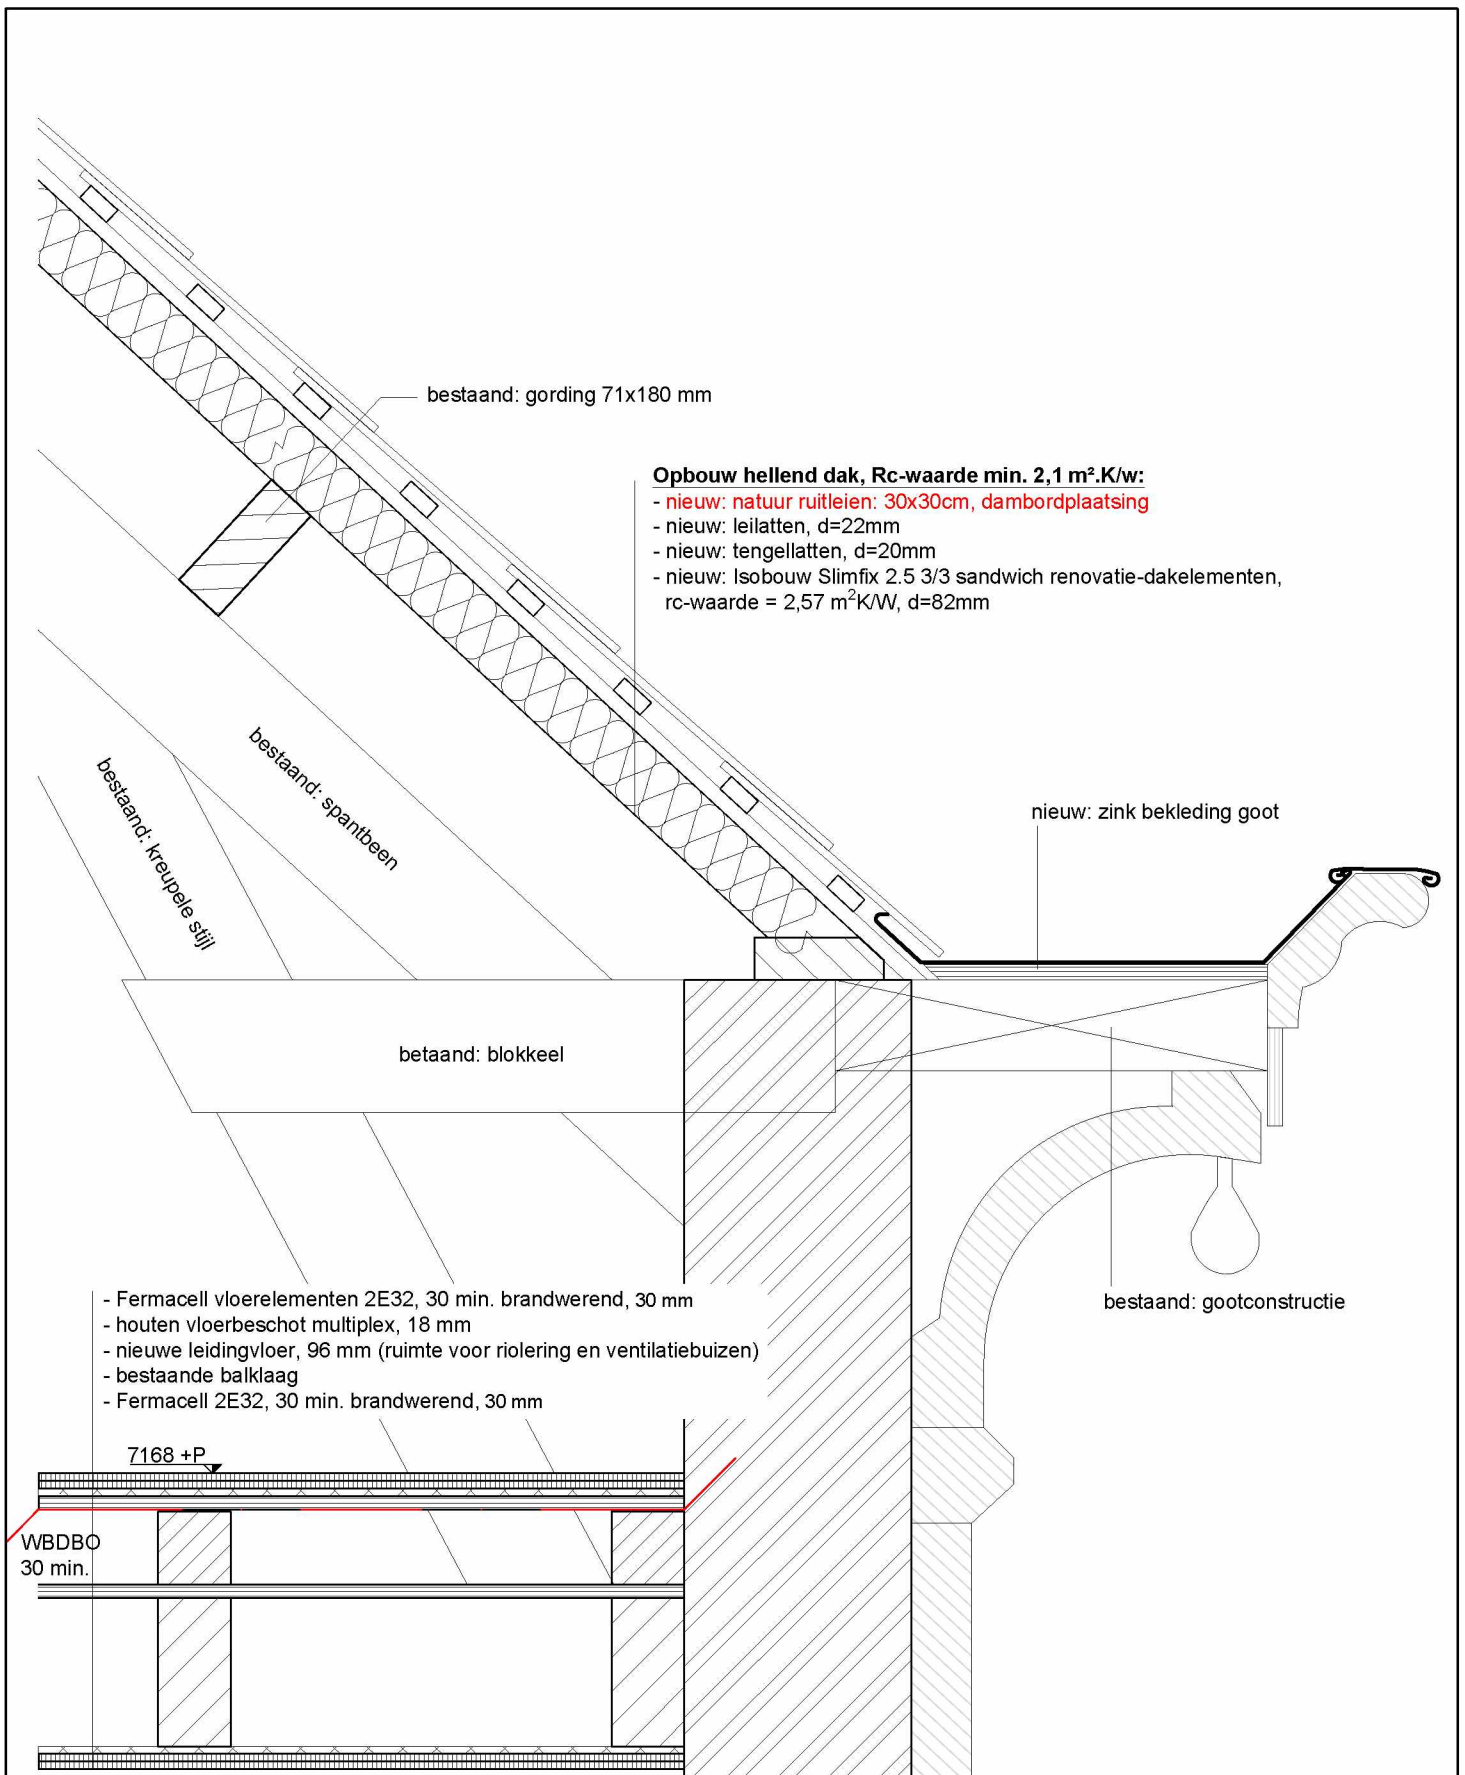 bestaand: gording 71x180 mm
Opbouw hellend dak, Rc-waarde min. 2,1 m².K/w:
- nieuw: natuur ruitleien: 30x30cm, dambordplaatsing
- nieuw: leilatten, d=22mm
- nieuw: tengellatten, d=20mm
- nieuw: Isobouw Slimfix 2.5 3/3 sandwich renovatie-dakelementen,
rc-waarde = 2,57 m²K/W, d=82mm
bestaand: spantbeen
bestaand: kreupele stijl
nieuw: zink bekleding goot
betaand: blokkeel
bestaand: gootconstructie
- Fermacell vloerelementen 2E32, 30 min. brandwerend, 30 mm
- houten vloerbeschot multiplex, 18 mm
- nieuwe leidingvloer, 96 mm (ruimte voor riolering en ventilatiebuizen)
- bestaande balklaag
- Fermacell 2E32, 30 min. brandwerend, 30 mm
7168 +P
WBDBO
30 min.